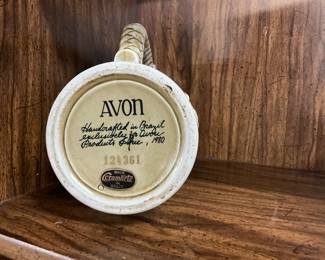 AVON
Handcrafted in Brazil
exclusively for Avon
Products Inc., 1980
124361
Ceramarte